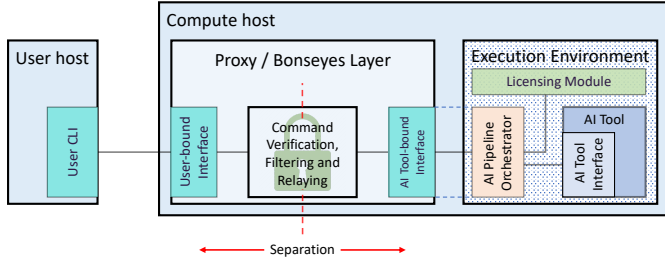 Compute host
User host
Proxy / Bonseyes Layer
Execution Environment
Licensing Module
User CLI
User-bound
Interface
Command
Verification,
Filtering and
Relaying
AI Tool-bound
Interface
AI Pipeline
Orchestrator
AI Tool
AI Tool
Interface
Separation